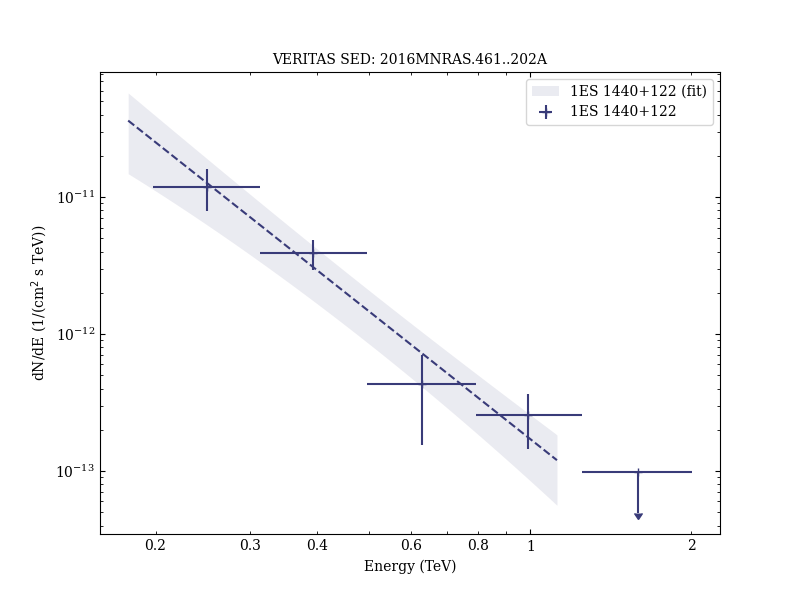 VERITAS SED: 2016MNRAS.461..202A
1ES 1440+122 (fit)
1ES 1440+122
dN/dE (1/(cm² s TeV))
10⁻¹¹
10⁻¹²
10⁻¹³
0.2 0.3 0.4 0.6 0.8 1 2
Energy (TeV)